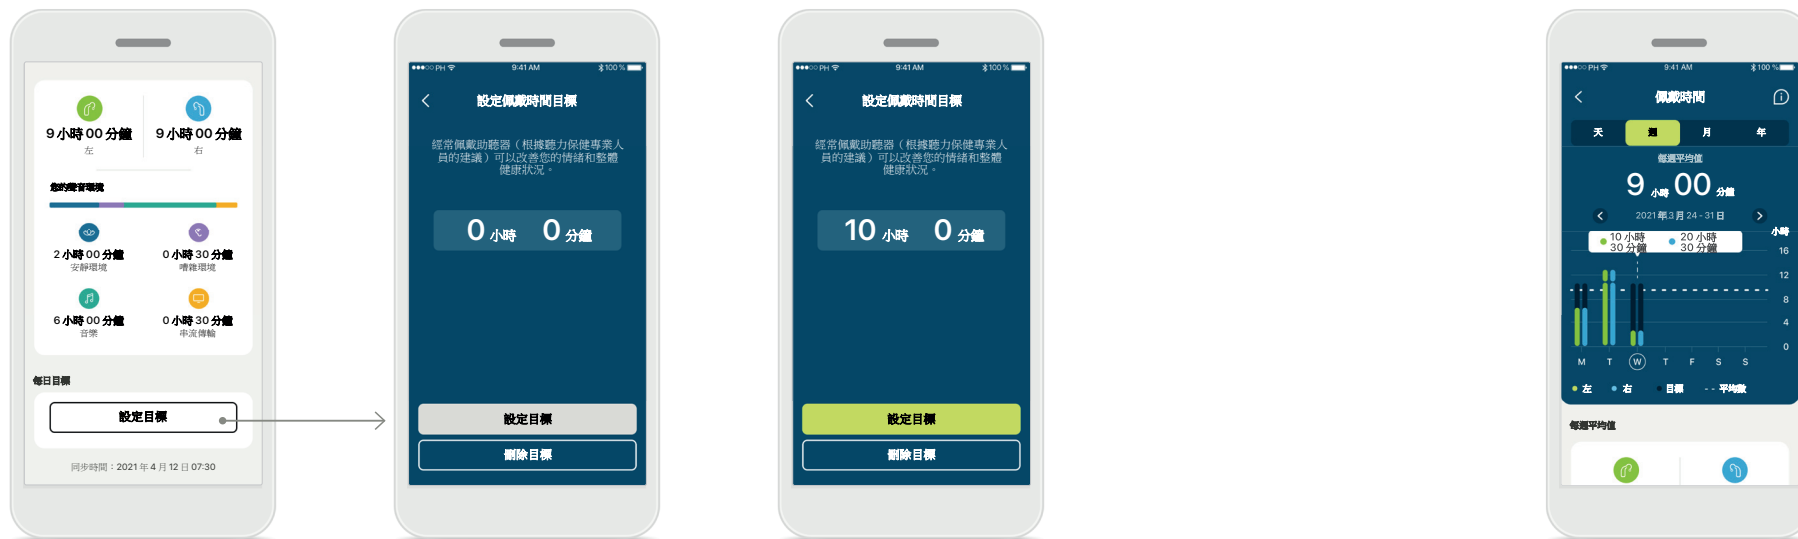 9 小時 00 分鐘
9 小時 00 分鐘
左
右
您的聲音環境
2 小時 00 分鐘
0 小時 30 分鐘
安靜環境
嘈雜環境
6 小時 00 分鐘
0 小時 30 分鐘
音樂
串流傳輸
每日目標
設定目標
同步時間：2021 年 4 月 12 日 07:30
PH
9:41 AM
100 %
設定佩戴時間目標
經常佩戴助聽器（根據聽力保健專業人
員的建議）可以改善您的情緒和整體
健康狀況。
0 小時 0 分鐘
設定目標
刪除目標
PH
9:41 AM
100 %
設定佩戴時間目標
經常佩戴助聽器（根據聽力保健專業人
員的建議）可以改善您的情緒和整體
健康狀況。
10 小時 0 分鐘
設定目標
刪除目標
PH
9:41 AM
100 %
佩戴時間
天 週 月 年
每週平均值
9 小時 00 分鐘
2021 年 3 月 24 - 31 日
小時
10 小時
30 分鐘
20 小時
30 分鐘
16
12
8
4
0
M T W T F S S
左 右 目標 平均數
每週平均值